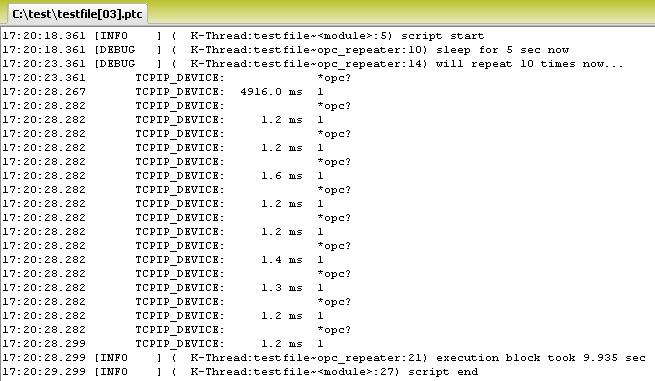 C:\test\testfile[03].ptc
17:20:18.361 [INFO    ] (  K-Thread:testfile~<module>:5) script start
17:20:18.361 [DEBUG   ] (  K-Thread:testfile~opc_repeater:10) sleep for 5 sec now
17:20:23.361 [DEBUG   ] (  K-Thread:testfile~opc_repeater:14) will repeat 10 times now...
17:20:23.361       TCPIP_DEVICE:              *opc?
17:20:28.267       TCPIP_DEVICE:   4916.0 ms  1
17:20:28.282       TCPIP_DEVICE:              *opc?
17:20:28.282       TCPIP_DEVICE:      1.2 ms  1
17:20:28.282       TCPIP_DEVICE:              *opc?
17:20:28.282       TCPIP_DEVICE:      1.2 ms  1
17:20:28.282       TCPIP_DEVICE:              *opc?
17:20:28.282       TCPIP_DEVICE:      1.6 ms  1
17:20:28.282       TCPIP_DEVICE:              *opc?
17:20:28.282       TCPIP_DEVICE:      1.2 ms  1
17:20:28.282       TCPIP_DEVICE:              *opc?
17:20:28.282       TCPIP_DEVICE:      1.2 ms  1
17:20:28.282       TCPIP_DEVICE:              *opc?
17:20:28.282       TCPIP_DEVICE:      1.4 ms  1
17:20:28.282       TCPIP_DEVICE:              *opc?
17:20:28.282       TCPIP_DEVICE:      1.3 ms  1
17:20:28.282       TCPIP_DEVICE:              *opc?
17:20:28.282       TCPIP_DEVICE:      1.2 ms  1
17:20:28.282       TCPIP_DEVICE:              *opc?
17:20:28.299       TCPIP_DEVICE:      1.2 ms  1
17:20:28.299 [INFO    ] (  K-Thread:testfile~opc_repeater:21) execution block took 9.935 sec
17:20:29.299 [INFO    ] (  K-Thread:testfile~<module>:27) script end